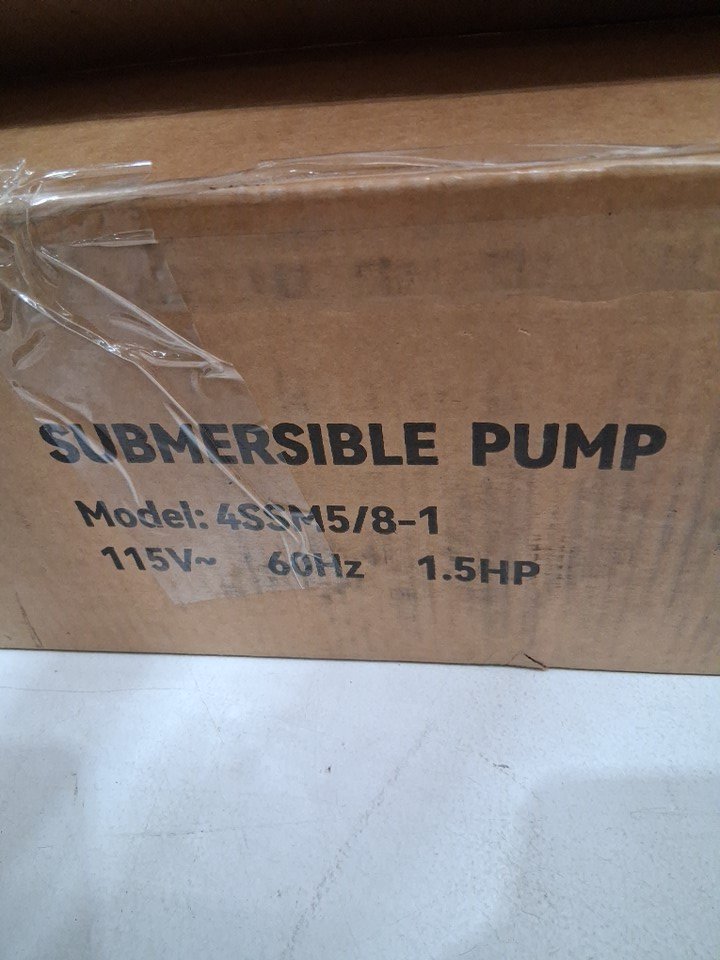 SUBMERSIBLE PUMP
Model: 4SSM5/8-1
115V~ 60Hz 1.5HP